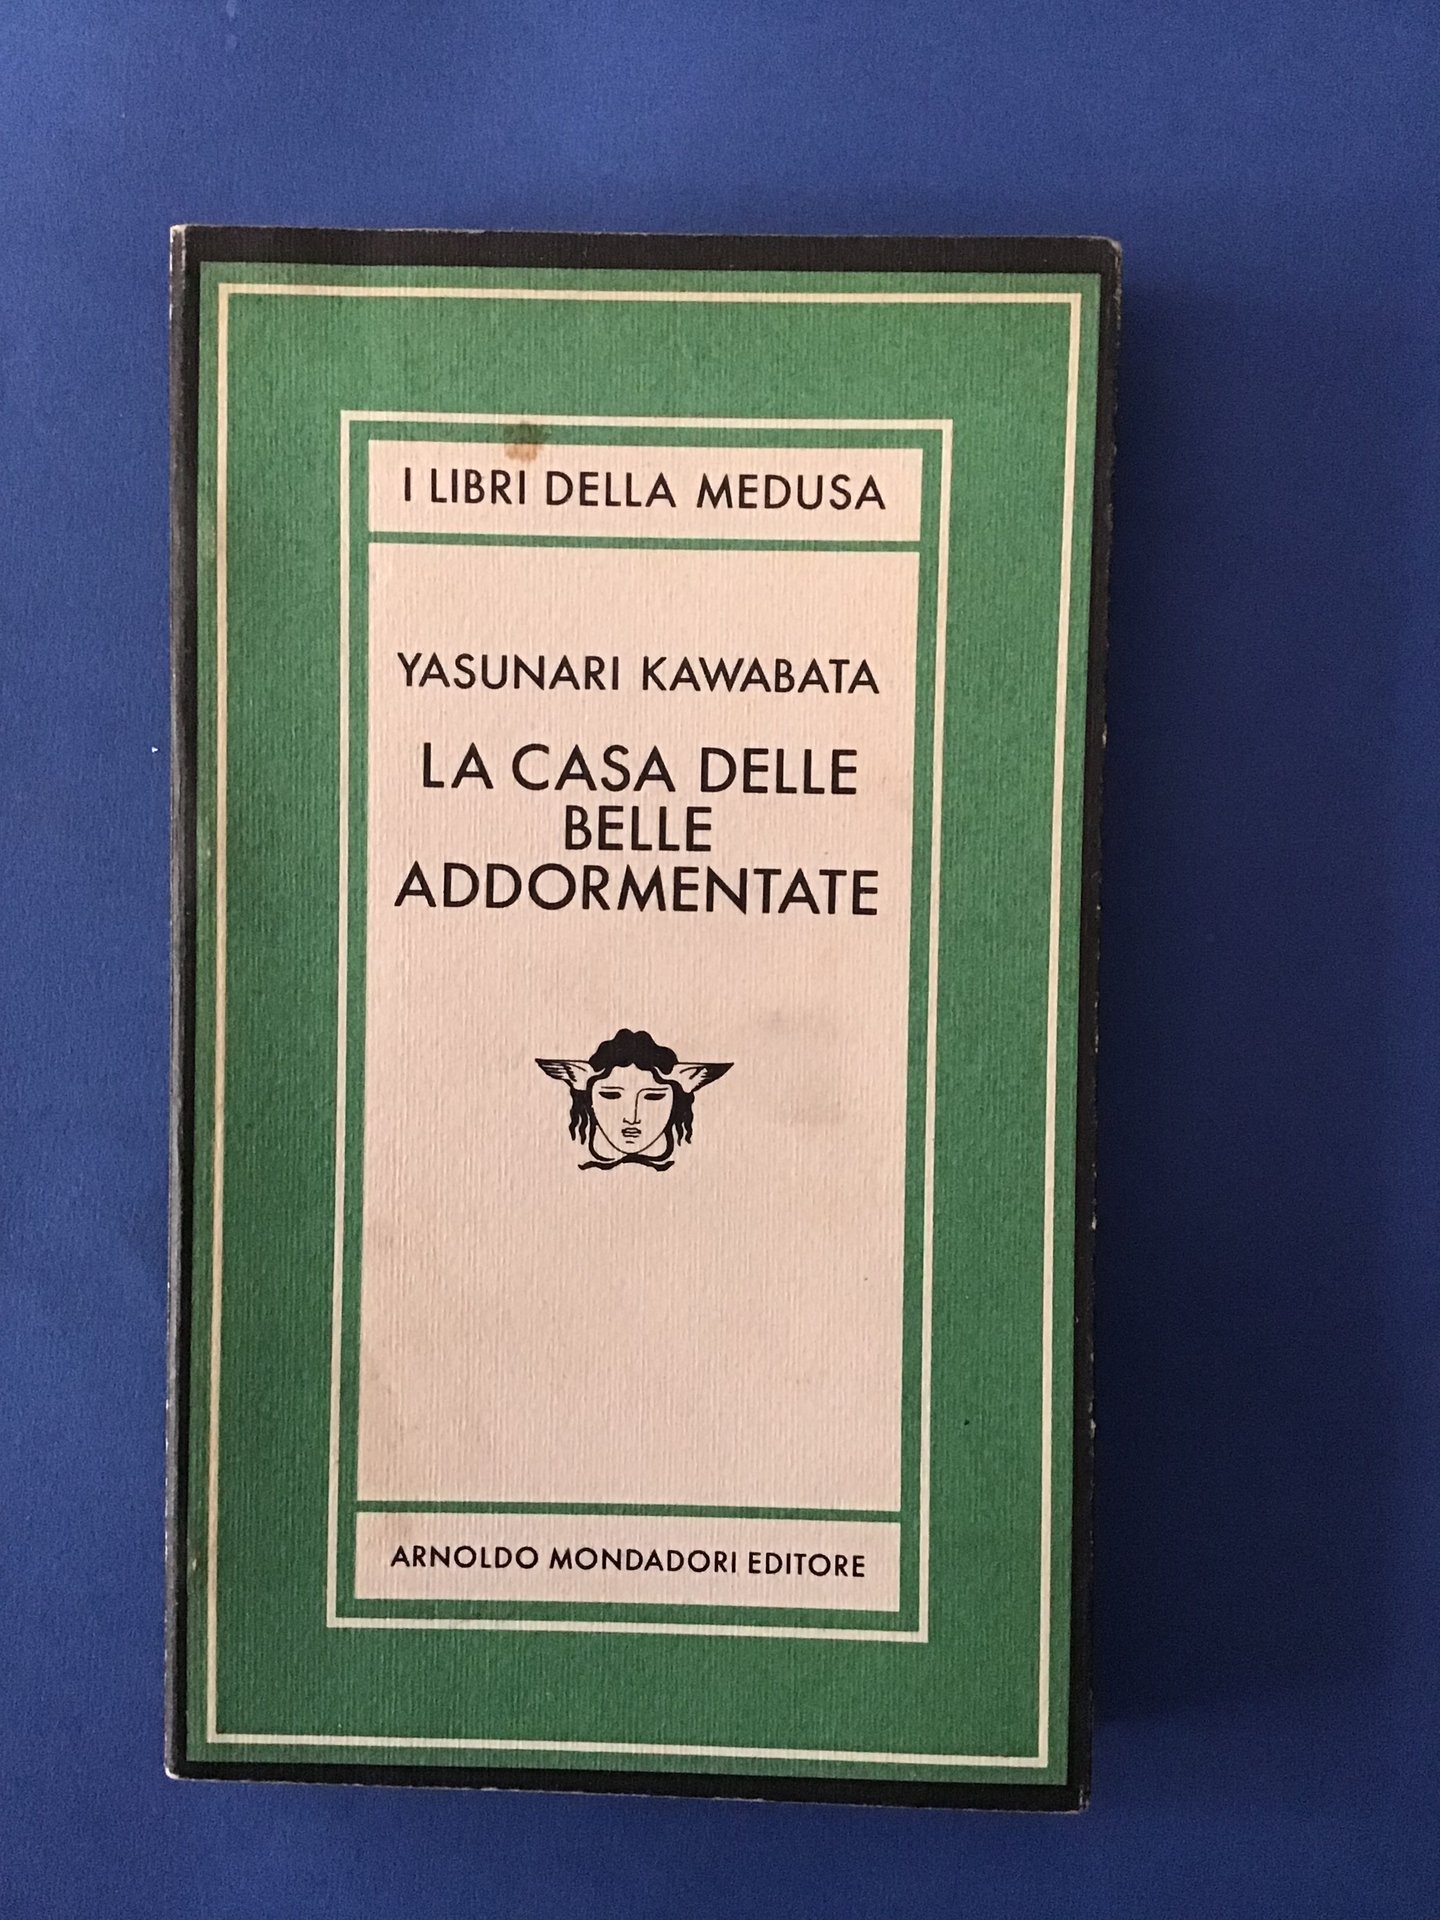 I LIBRI DELLA MEDUSA
YASUNARI KAWABATA
LA CASA DELLE
BELLE
ADDORMENTATE
ARNOLDO MONDADORI EDITORE